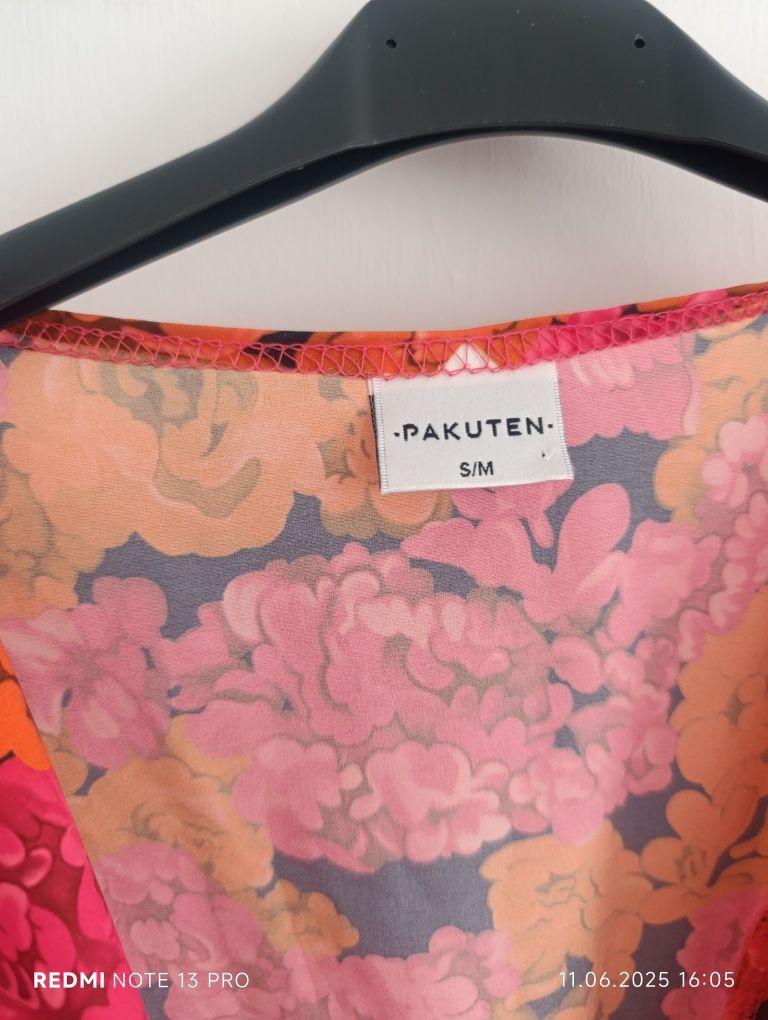 ·PAKUTEN·
S/M
REDMI NOTE 13 PRO
11.06.2025 16:05